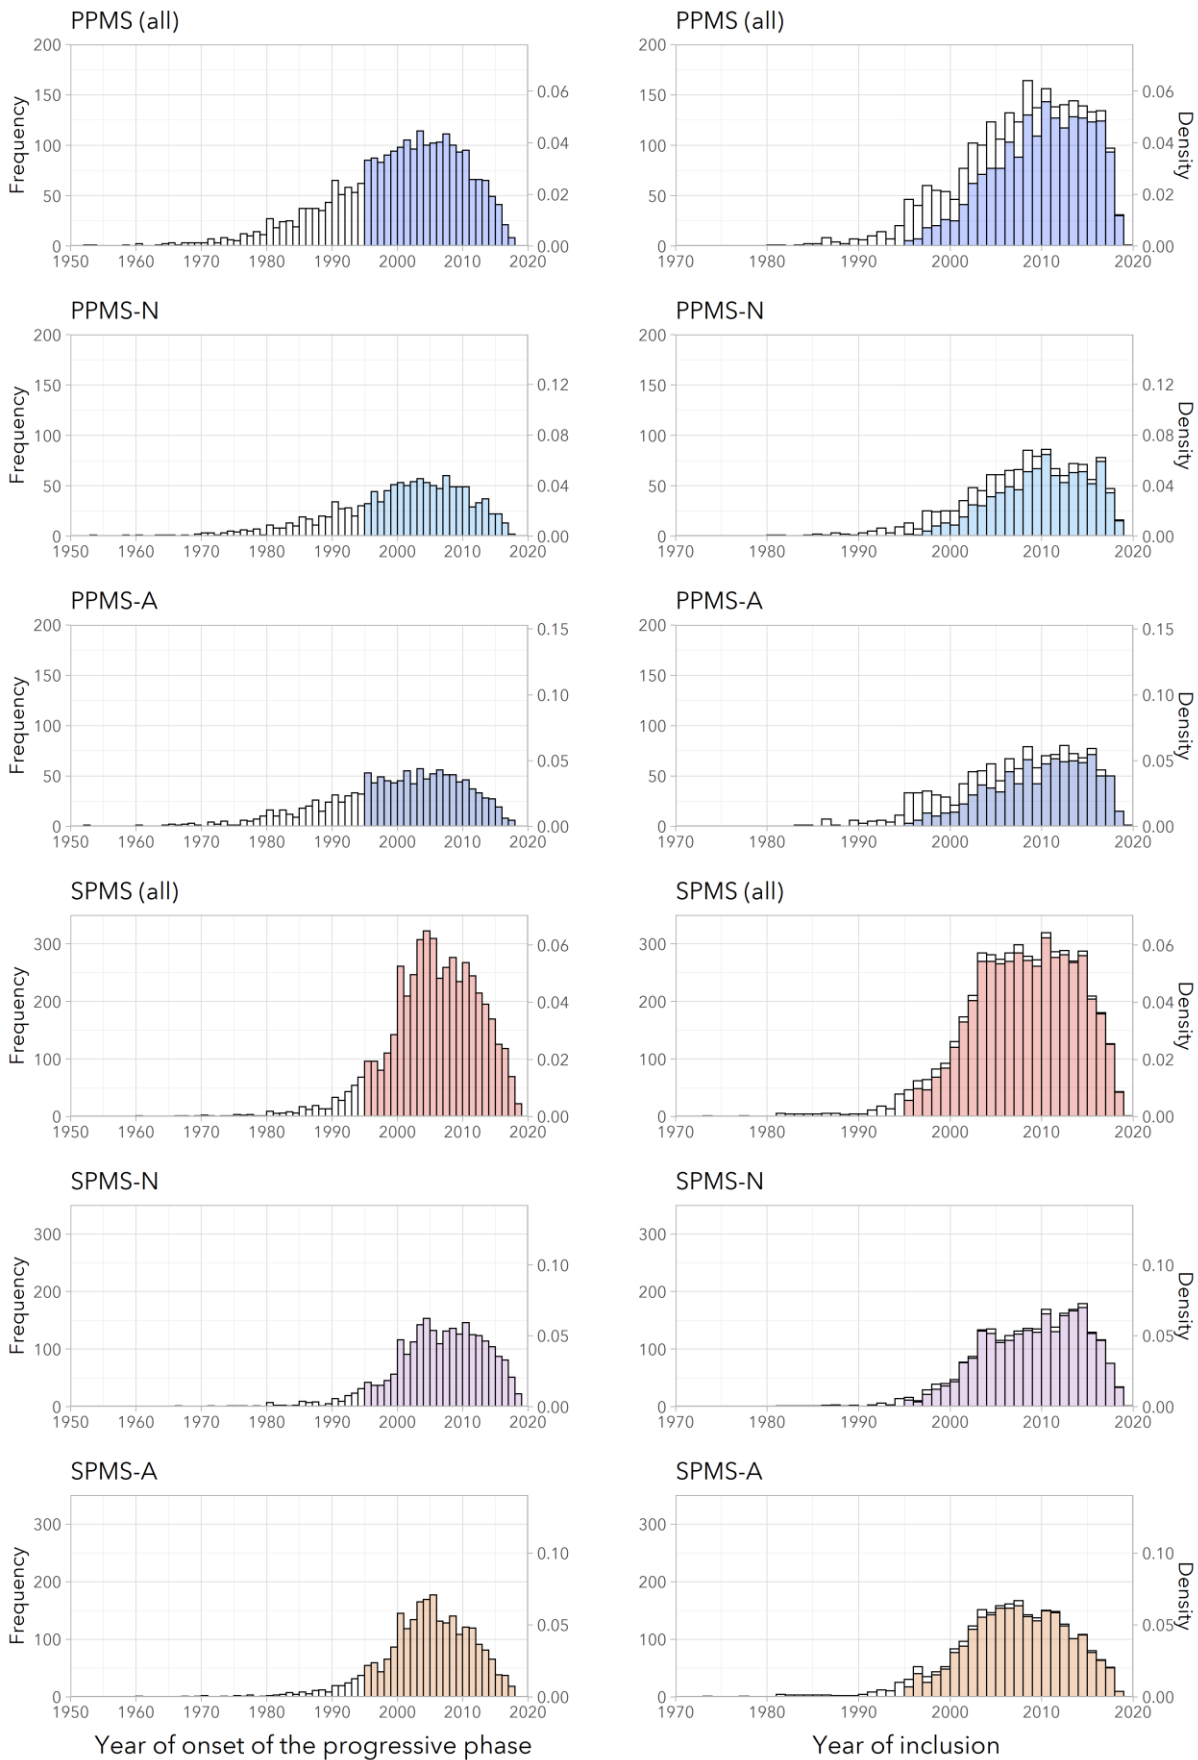 PPMS (all)
200
150
100
50
0
Frequency
0.06
0.04
0.02
0.00
1950 1960 1970 1980 1990 2000 2010 2020
PPMS (all)
200
150
100
50
0
0.06
0.04
0.02
0.00
Density
1970 1980 1990 2000 2010 2020
PPMS-N
200
150
100
50
0
Frequency
0.12
0.08
0.04
0.00
1950 1960 1970 1980 1990 2000 2010 2020
PPMS-N
200
150
100
50
0
0.12
0.08
0.04
0.00
Density
1970 1980 1990 2000 2010 2020
PPMS-A
200
150
100
50
0
Frequency
0.15
0.10
0.05
0.00
1950 1960 1970 1980 1990 2000 2010 2020
PPMS-A
200
150
100
50
0
0.15
0.10
0.05
0.00
Density
1970 1980 1990 2000 2010 2020
SPMS (all)
300
200
100
0
Frequency
0.06
0.04
0.02
0.00
1950 1960 1970 1980 1990 2000 2010 2020
SPMS (all)
300
200
100
0
0.06
0.04
0.02
0.00
Density
1970 1980 1990 2000 2010 2020
SPMS-N
300
200
100
0
Frequency
0.10
0.05
0.00
1950 1960 1970 1980 1990 2000 2010 2020
SPMS-N
300
200
100
0
0.10
0.05
0.00
Density
1970 1980 1990 2000 2010 2020
SPMS-A
300
200
100
0
Frequency
0.10
0.05
0.00
1950 1960 1970 1980 1990 2000 2010 2020
Year of onset of the progressive phase
SPMS-A
300
200
100
0
0.10
0.05
0.00
Density
1970 1980 1990 2000 2010 2020
Year of inclusion